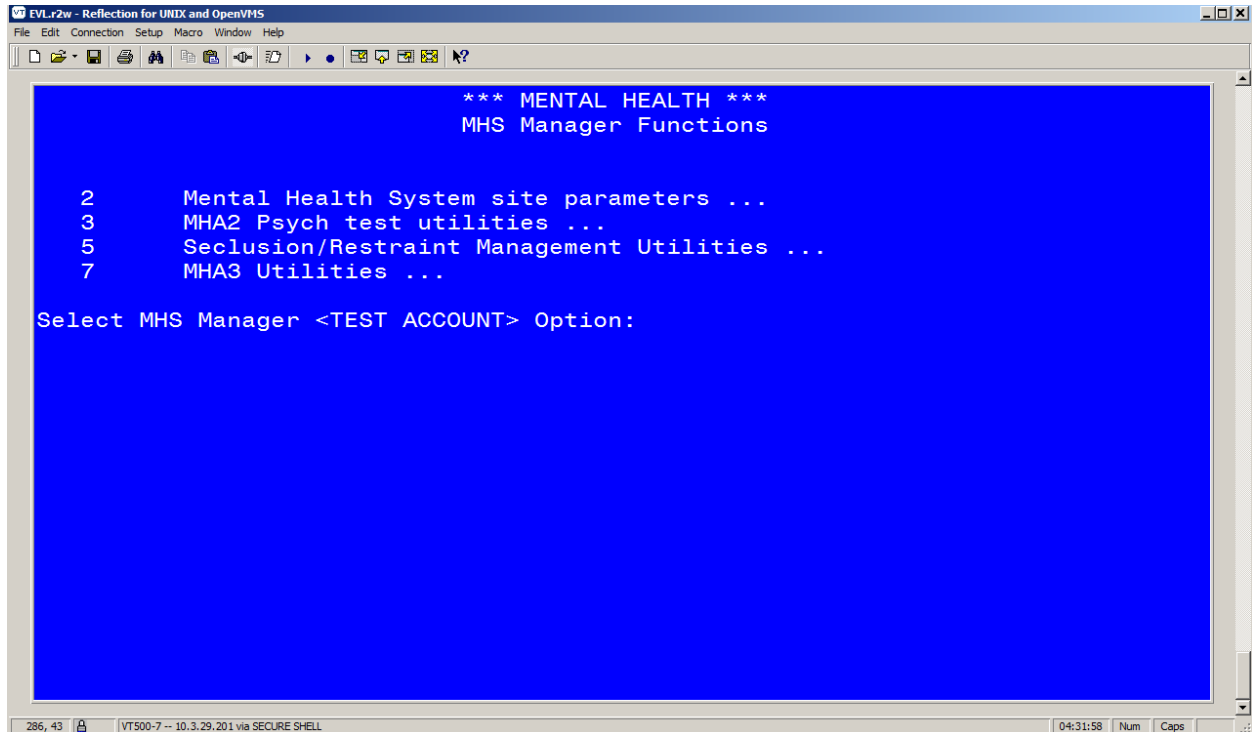 EVL.r2w - Reflection for UNIX and OpenVMS
File Edit Connection Setup Macro Window Help
*** MENTAL HEALTH ***
MHS Manager Functions
2 Mental Health System site parameters ...
3 MHA2 Psych test utilities ...
5 Seclusion/Restraint Management Utilities ...
7 MHA3 Utilities ...
Select MHS Manager <TEST ACCOUNT> Option:
286, 43 VT500-7 -- 10.3.29.201 via SECURE SHELL 04:31:58 Num Caps